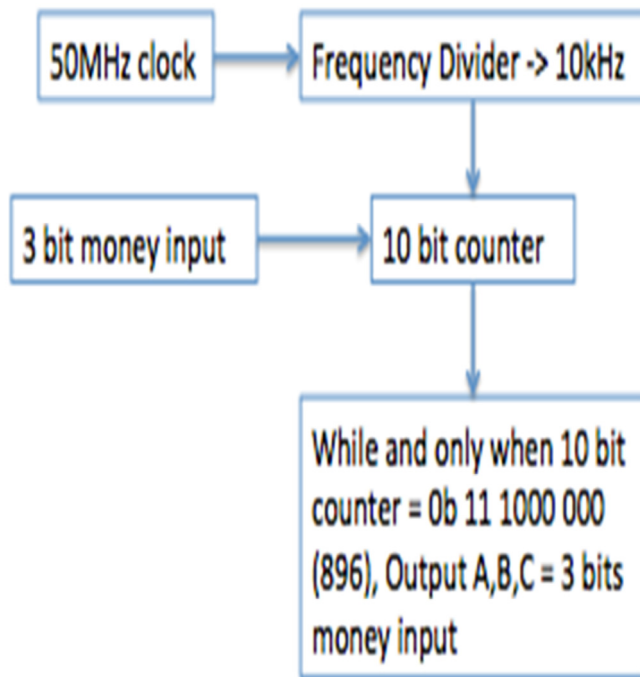 50MHz clock
Frequency Divider -> 10kHz
3 bit money input
10 bit counter
While and only when 10 bit
counter = 0b 11 1000 000
(896), Output A,B,C = 3 bits
money input